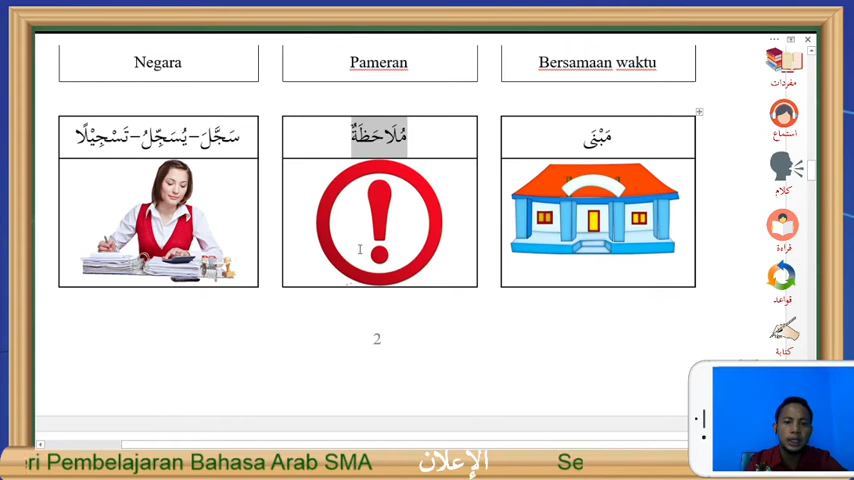 Negara
Pameran
Bersamaan waktu
مَبْنَى
مُلَاحَظَةٌ
سَجَّلَ – يُسَجِّلُ – تَسْجِيْلًا
2
مفردات
استماع
كلام
قراءة
قواعد
كتابة
ri Pembelajaran Bahasa Arab SMA
الإعلان
Se